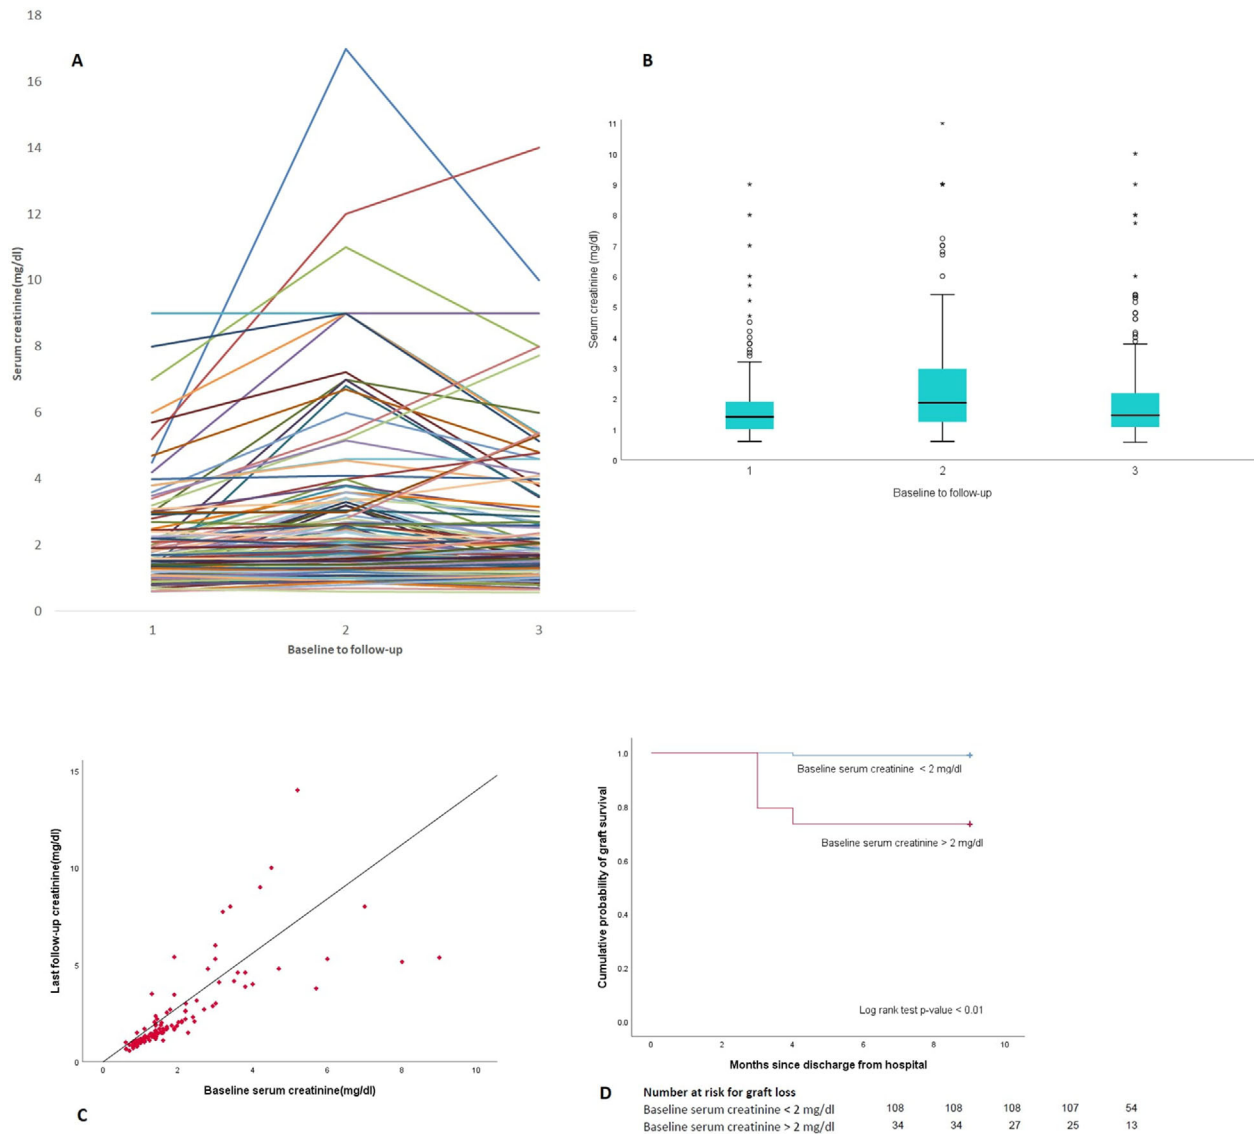 A
18
16
14
12
10
8
6
4
2
0
Serum creatinine(mg/dl)
1 2 3
Baseline to follow-up
B
11
10
9
8
7
6
5
4
3
2
1
0
Serum creatinine (mg/dl)
1 2 3
Baseline to follow-up
15
10
5
0
Last follow-up creatinine(mg/dl)
0 2 4 6 8 10
Baseline serum creatinine(mg/dl)
C
1.0
0.8
0.6
0.4
0.2
0.0
Cumulative probability of graft survival
Baseline serum creatinine < 2 mg/dl
Baseline serum creatinine > 2 mg/dl
Log rank test p-value < 0.01
0 2 4 6 8 10
Months since discharge from hospital
D
Number at risk for graft loss
Baseline serum creatinine < 2 mg/dl 108 108 108 107 54
Baseline serum creatinine > 2 mg/dl 34 34 27 25 13